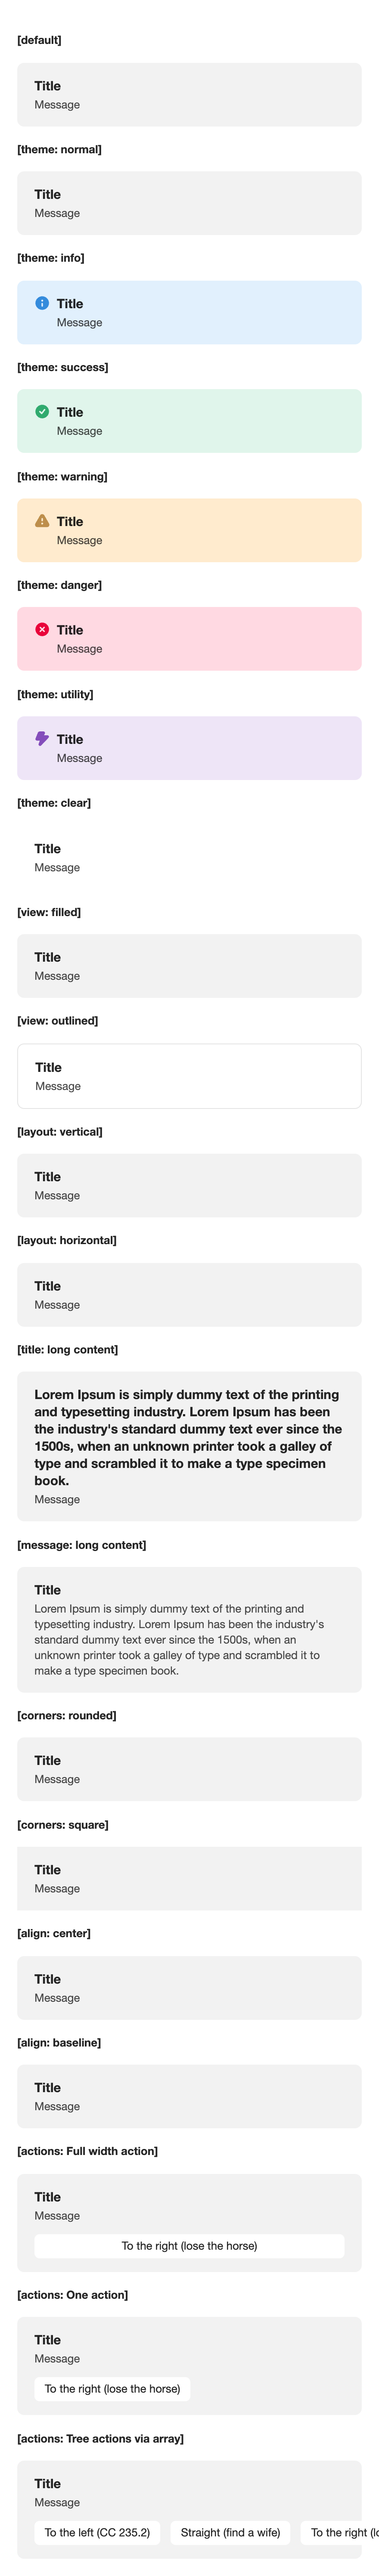 [default]
Title
Message
[theme: normal]
Title
Message
[theme: info]
Title
Message
[theme: success]
Title
Message
[theme: warning]
Title
Message
[theme: danger]
Title
Message
[theme: utility]
Title
Message
[theme: clear]
Title
Message
[view: filled]
Title
Message
[view: outlined]
Title
Message
[layout: vertical]
Title
Message
[layout: horizontal]
Title
Message
[title: long content]
Lorem Ipsum is simply dummy text of the printing
and typesetting industry. Lorem Ipsum has been
the industry's standard dummy text ever since the
1500s, when an unknown printer took a galley of
type and scrambled it to make a type specimen
book.
Message
[message: long content]
Title
Lorem Ipsum is simply dummy text of the printing and
typesetting industry. Lorem Ipsum has been the industry's
standard dummy text ever since the 1500s, when an
unknown printer took a galley of type and scrambled it to
make a type specimen book.
[corners: rounded]
Title
Message
[corners: square]
Title
Message
[align: center]
Title
Message
[align: baseline]
Title
Message
[actions: Full width action]
Title
Message
To the right (lose the horse)
[actions: One action]
Title
Message
To the right (lose the horse)
[actions: Tree actions via array]
Title
Message
To the left (CC 235.2) Straight (find a wife) To the right